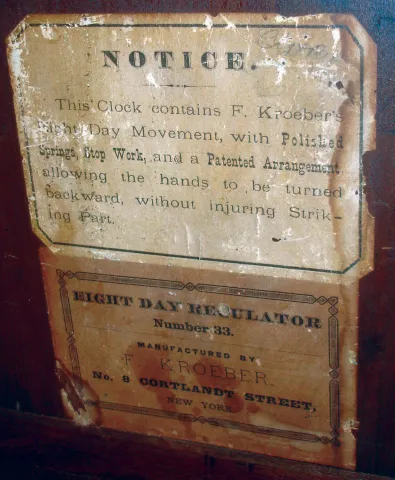 NOTICE.
This Clock contains F. Kroeber's
Eight Day Movement, with Polished
Springs, Stop Work, and a Patented Arrangement,
allowing the hands to be turned
backward, without injuring Strik-
ing Part.
EIGHT DAY REGULATOR
Number 33.
MANUFACTURED BY
F. KROEBER.
No. 8 CORTLANDT STREET,
NEW YORK.